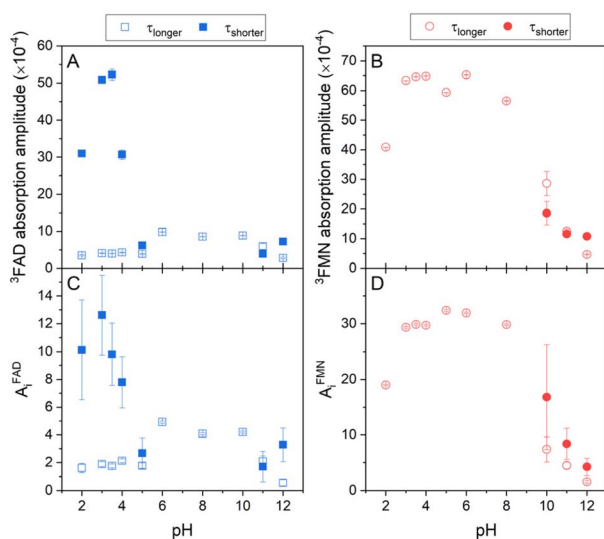 τlonger τshorter
τlonger τshorter
A
³FAD absorption amplitude (×10⁻⁴)
60
50
40
30
20
10
0
B
³FMN absorption amplitude (×10⁻⁴)
70
60
50
40
30
20
10
0
C
AᵢFAD
14
12
10
8
6
4
2
0
2 4 6 8 10 12
pH
D
AᵢFMN
30
20
10
0
2 4 6 8 10 12
pH